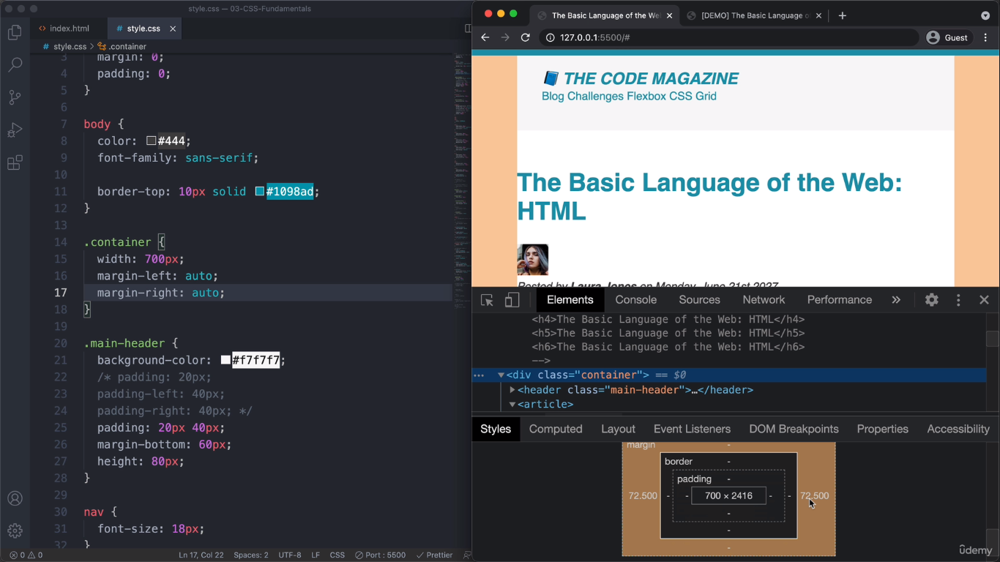 style.css — 03-CSS-Fundamentals
<> index.html
# style.css ×
# style.css > .container
3 margin: 0;
4 padding: 0;
5 }
6
7 body {
8 color: #444;
9 font-family: sans-serif;
10
11 border-top: 10px solid #1098ad;
12 }
13
14 .container {
15 width: 700px;
16 margin-left: auto;
17 margin-right: auto;
18 }
19
20 .main-header {
21 background-color: #f7f7f7;
22 /* padding: 20px;
23 padding-left: 40px;
24 padding-right: 40px; */
25 padding: 20px 40px;
26 margin-bottom: 60px;
27 height: 80px;
28 }
29
30 nav {
31 font-size: 18px;
32 }
0 0 Ln 17, Col 22 Spaces: 2 UTF-8 LF CSS Port : 5500 Prettier
The Basic Language of the We
[DEMO] The Basic Language o
127.0.0.1:5500/#
Guest
📘 THE CODE MAGAZINE
Blog Challenges Flexbox CSS Grid
The Basic Language of the Web:
HTML
Posted by Laura Jones on Monday, June 21st 2027
Elements Console Sources Network Performance »
<h4>The Basic Language of the Web: HTML</h4>
<h5>The Basic Language of the Web: HTML</h5>
<h6>The Basic Language of the Web: HTML</h6>
-->
… ▼<div class="container"> == $0
▶<header class="main-header">…</header>
▼<article>
Styles Computed Layout Event Listeners DOM Breakpoints Properties Accessibility
margin -
border -
padding -
72.500 - - 700 × 2416 - - 72.500
-
-
-
ûdemy